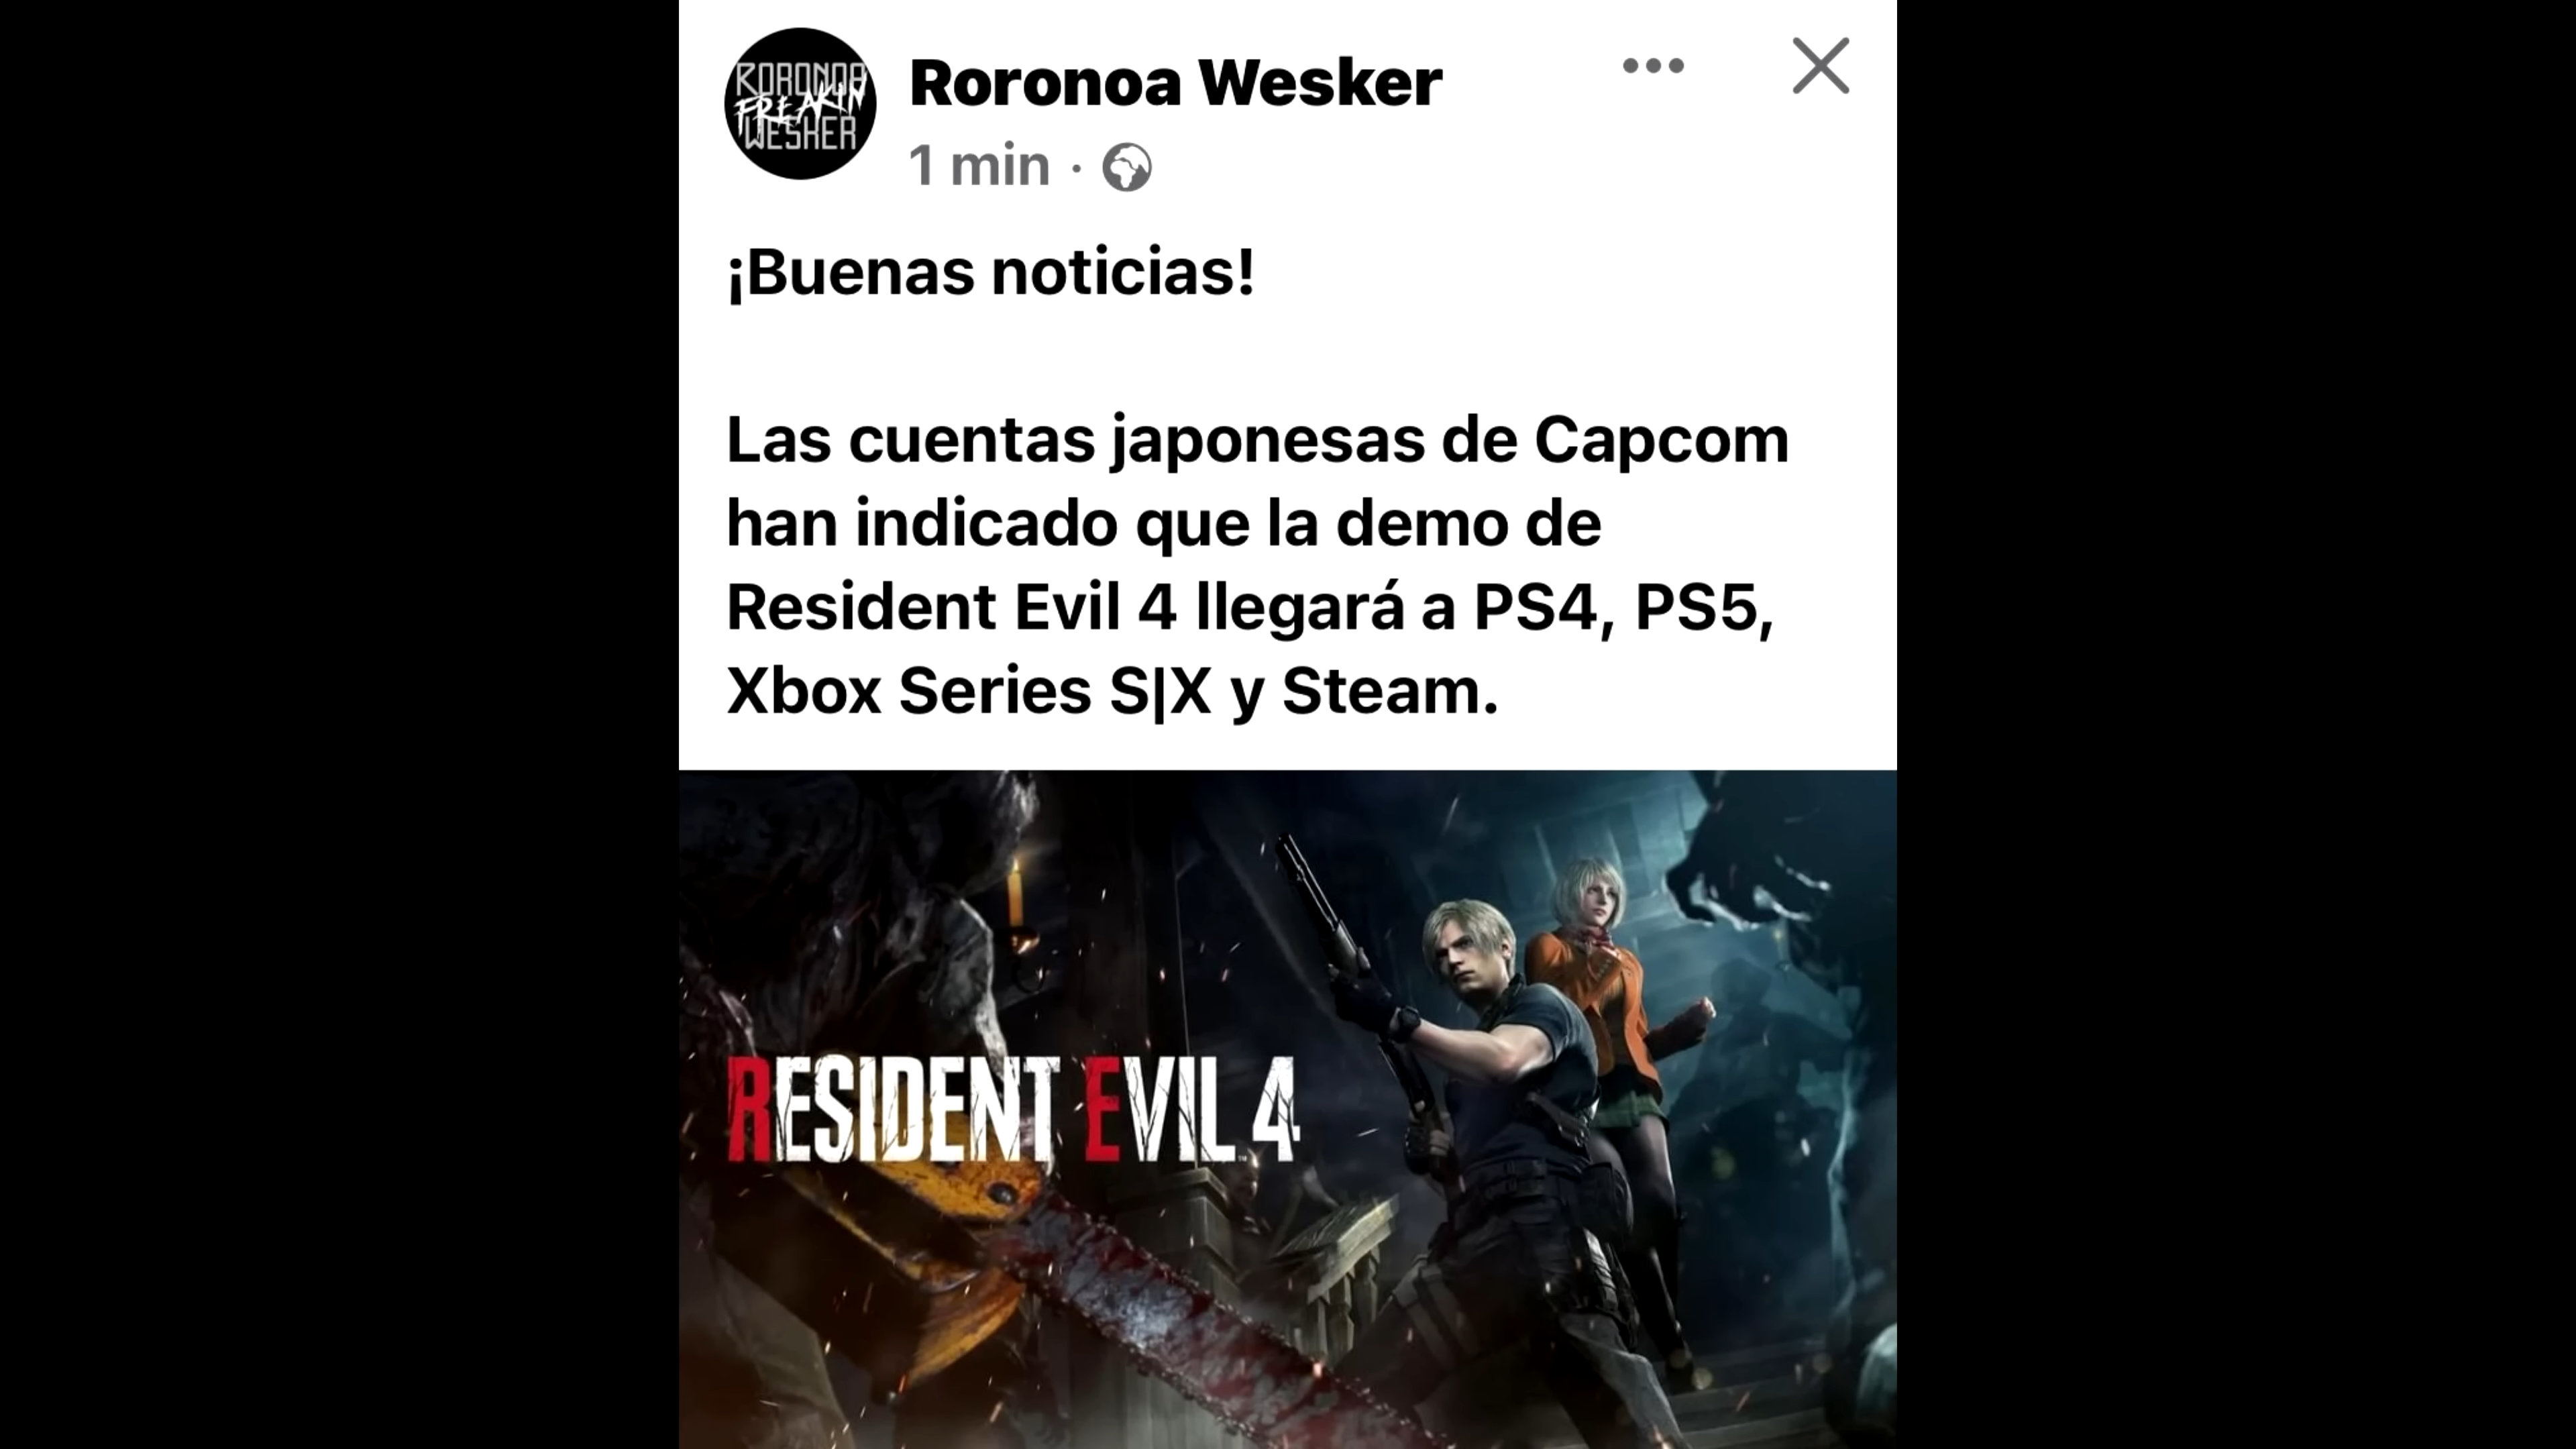 RORONOA
FREAKIN
WESKER
Roronoa Wesker
1 min ·
¡Buenas noticias!
Las cuentas japonesas de Capcom
han indicado que la demo de
Resident Evil 4 llegará a PS4, PS5,
Xbox Series S|X y Steam.
RESIDENT EVIL 4